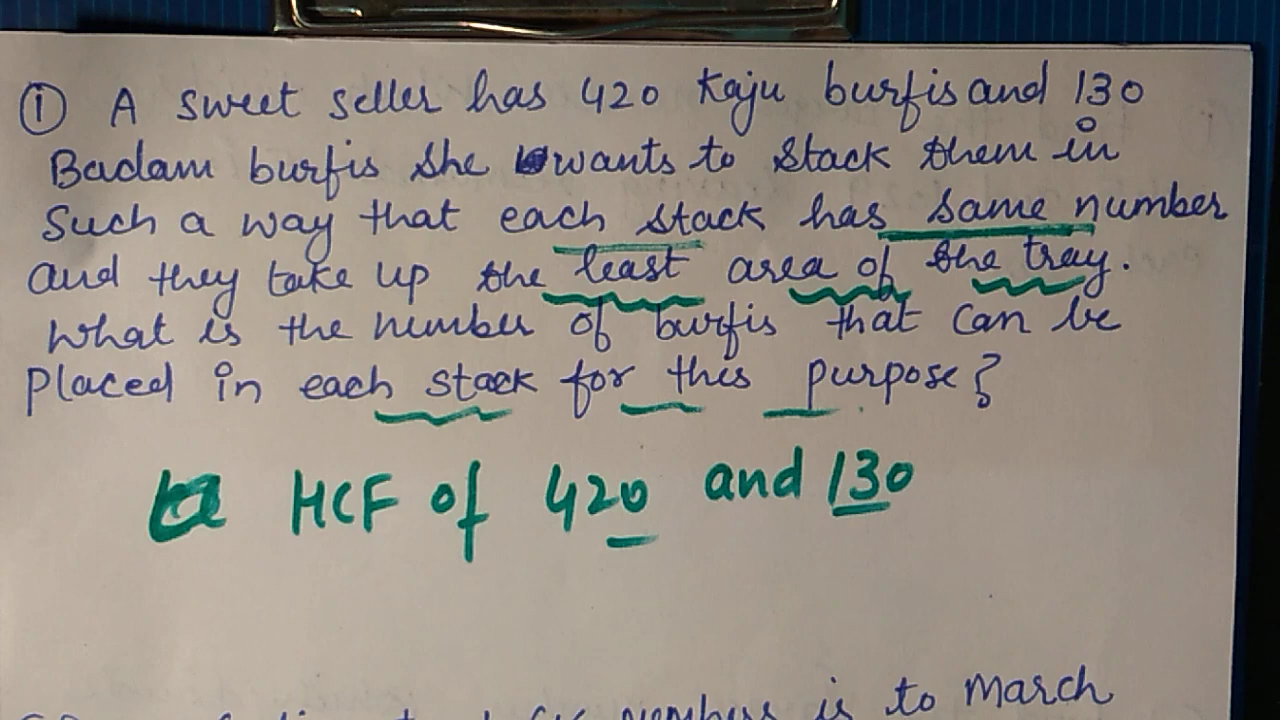 ① A sweet seller has 420 Kaju burfis and 130
Badam burfis she wants to stack them in
Such a way that each stack has same number
and they take up the least area of the tray.
What is the number of burfis that can be
placed in each stack for this purpose?
HCF of 420 and 130
numbers is to march